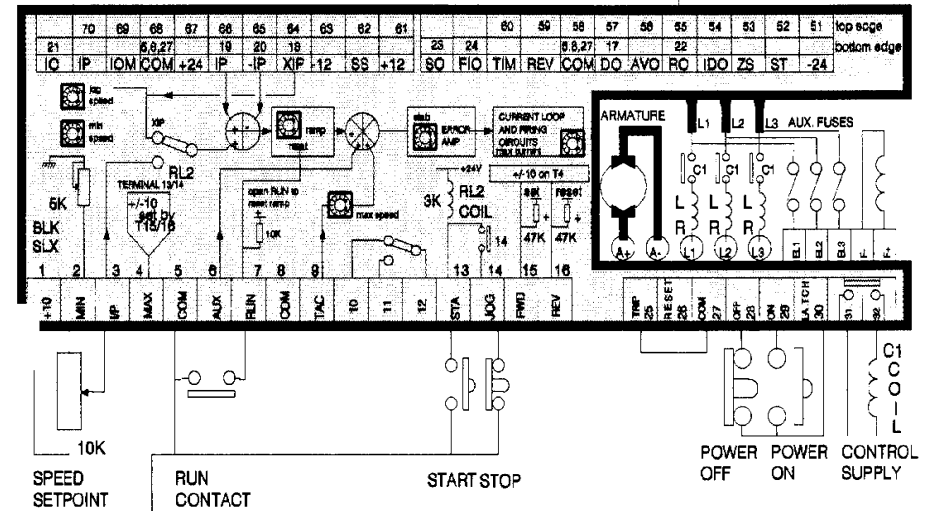 70 69 68 67 66 65 64 63 62 61 60 59 58 57 56 55 54 53 52 51 top edge
21 6,8,27 19 20 18 23 24 6,8,27 17 22 bottom edge
IC IP IOM COM +24 IP -IP XIP -12 SS +12 SO FIO TIM REV COM DO AVO RO IDO ZS ST -24
jog
speed
min
speed
XIP
RL2
ramp
reset
stab
ERROR
AMP
CURRENT LOOP
AND FIRING
CIRCUITS
max current
ARMATURE
L1 L2 L3 AUX. FUSES
C1 C1 C1
TERMINAL 13/14
+/-10
set by
T15/16
open RUN to
reset ramp
10K
max speed
+24V
3K
RL2
COIL
14
+/-10 on T4
set reset
47K 47K
5K
BLK
SLX
L L L
R R R
A+ A- L1 L2 L3 EL1 EL2 EL3 F- F+
1 2 3 4 5 6 7 8 9 10 11 12 13 14 15 16
+10 MIN I/P MAX COM AUX RUN COM TAC STA JOG FWD REV
TRIP 25 RESET 26 COM 27 OFF 28 ON 29 LATCH 30 31 32
C1
COIL
10K
SPEED
SETPOINT
RUN
CONTACT
START STOP
POWER
OFF
POWER
ON
CONTROL
SUPPLY